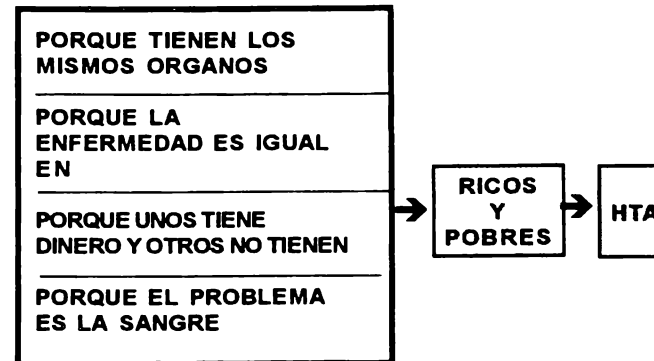 PORQUE TIENEN LOS
MISMOS ORGANOS
PORQUE LA
ENFERMEDAD ES IGUAL
EN
PORQUE UNOS TIENE
DINERO Y OTROS NO TIENEN
PORQUE EL PROBLEMA
ES LA SANGRE
RICOS
Y
POBRES
HTA